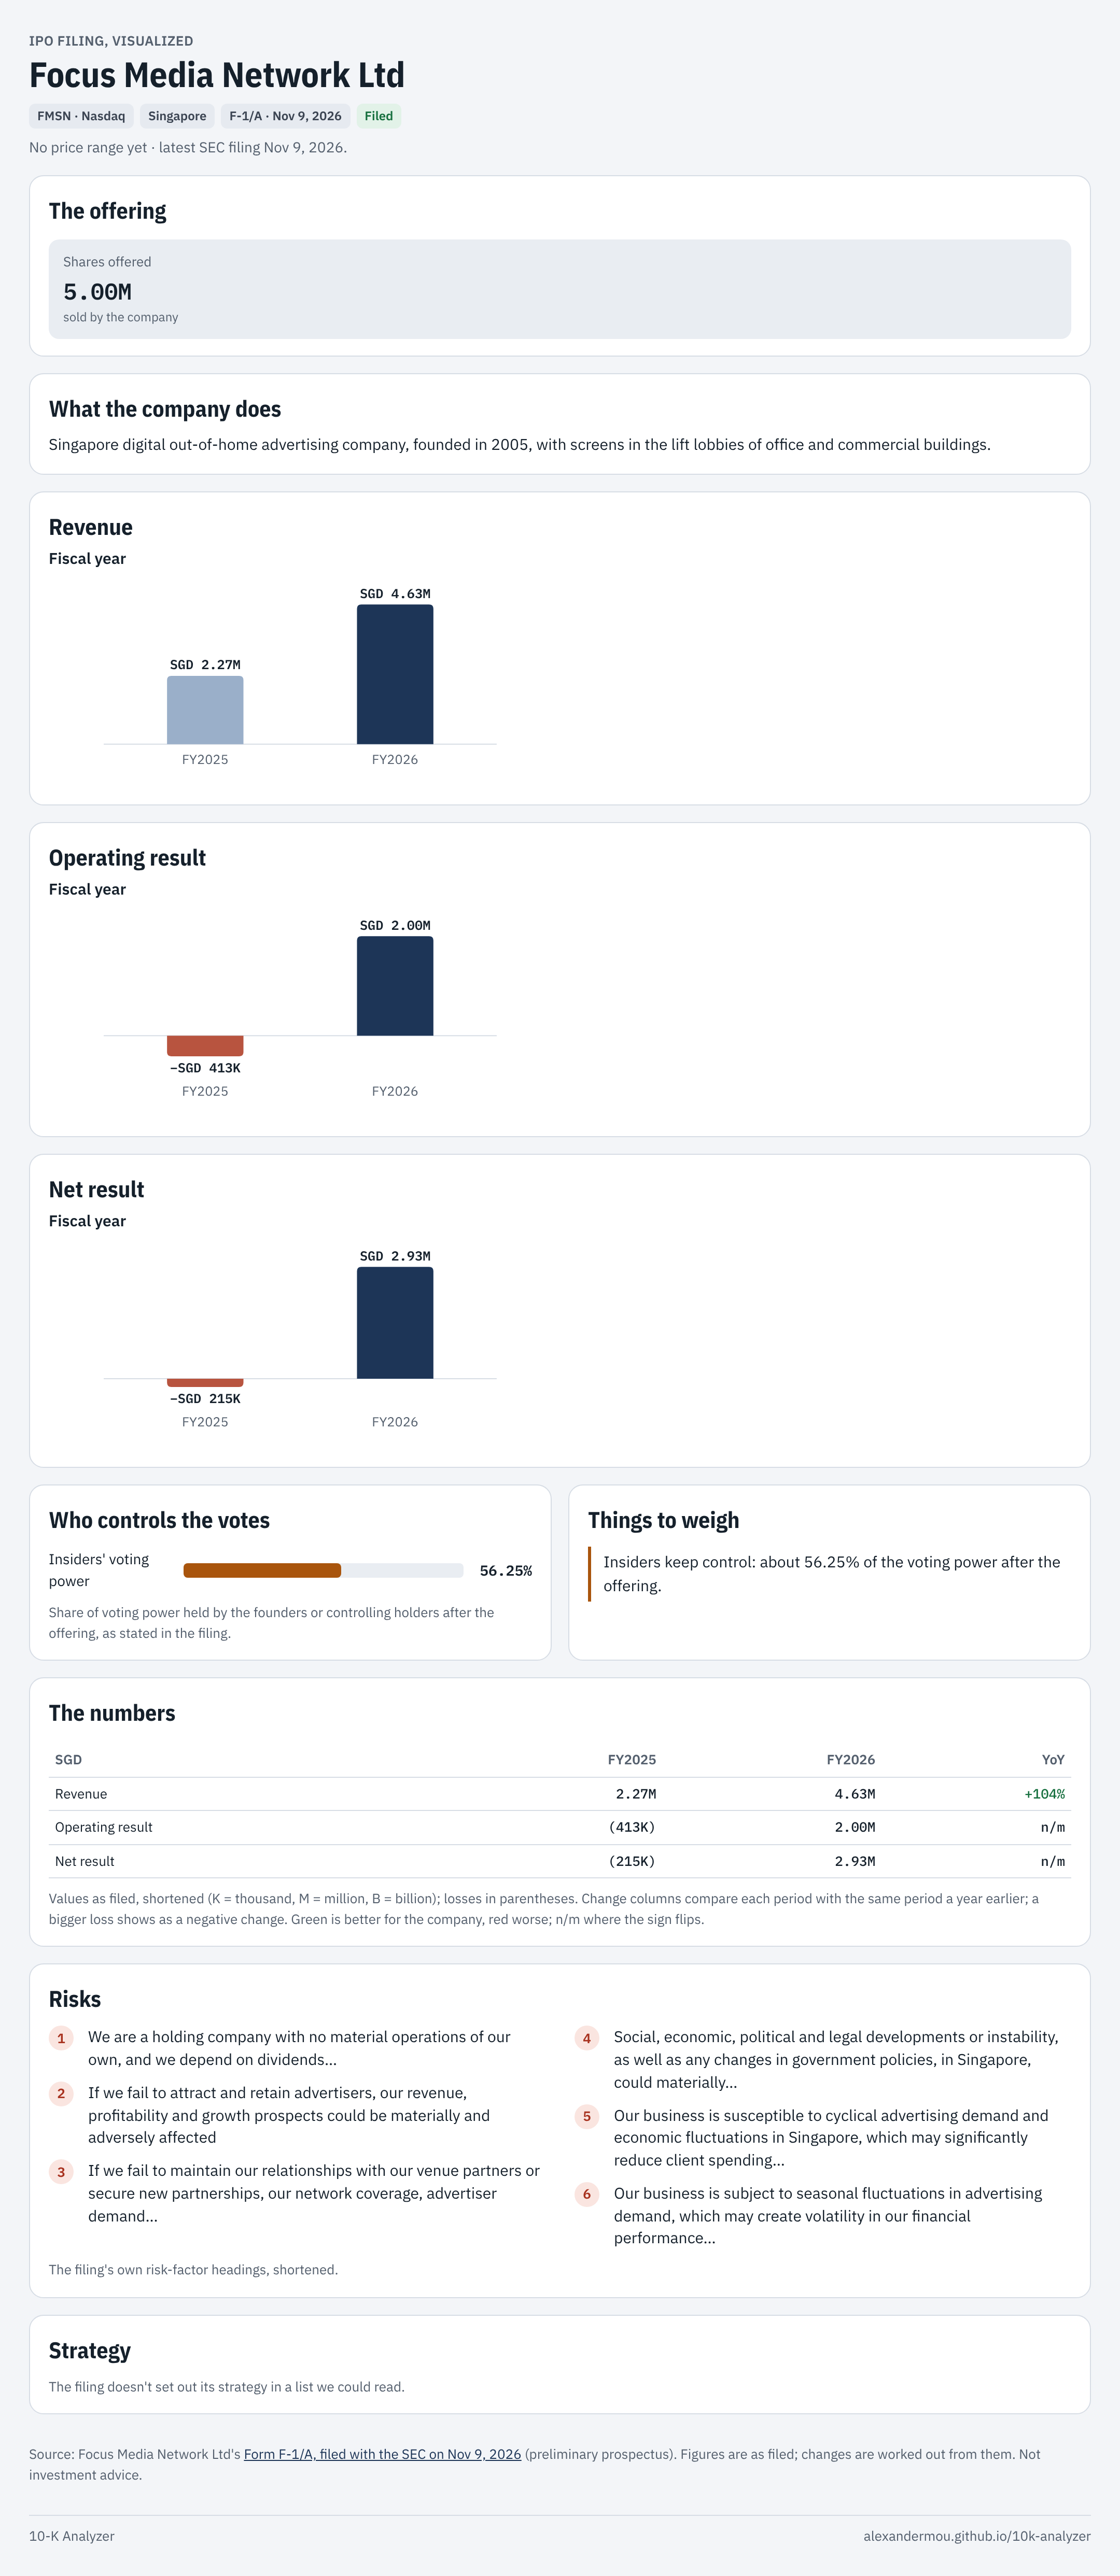 IPO FILING, VISUALIZED
Focus Media Network Ltd
FMSN · Nasdaq
Singapore
F-1/A · Nov 9, 2026
Filed
No price range yet · latest SEC filing Nov 9, 2026.
The offering
Shares offered
5.00M
sold by the company
What the company does
Singapore digital out-of-home advertising company, founded in 2005, with screens in the lift lobbies of office and commercial buildings.
Revenue
Fiscal year
SGD 2.27M
SGD 4.63M
FY2025
FY2026
Operating result
Fiscal year
SGD 2.00M
−SGD 413K
FY2025
FY2026
Net result
Fiscal year
SGD 2.93M
−SGD 215K
FY2025
FY2026
Who controls the votes
Insiders' voting
power
56.25%
Share of voting power held by the founders or controlling holders after the
offering, as stated in the filing.
Things to weigh
Insiders keep control: about 56.25% of the voting power after the
offering.
The numbers
SGD FY2025 FY2026 YoY
Revenue 2.27M 4.63M +104%
Operating result (413K) 2.00M n/m
Net result (215K) 2.93M n/m
Values as filed, shortened (K = thousand, M = million, B = billion); losses in parentheses. Change columns compare each period with the same period a year earlier; a
bigger loss shows as a negative change. Green is better for the company, red worse; n/m where the sign flips.
Risks
1 We are a holding company with no material operations of our
own, and we depend on dividends…
2 If we fail to attract and retain advertisers, our revenue,
profitability and growth prospects could be materially and
adversely affected
3 If we fail to maintain our relationships with our venue partners or
secure new partnerships, our network coverage, advertiser
demand…
4 Social, economic, political and legal developments or instability,
as well as any changes in government policies, in Singapore,
could materially…
5 Our business is susceptible to cyclical advertising demand and
economic fluctuations in Singapore, which may significantly
reduce client spending…
6 Our business is subject to seasonal fluctuations in advertising
demand, which may create volatility in our financial
performance…
The filing's own risk-factor headings, shortened.
Strategy
The filing doesn't set out its strategy in a list we could read.
Source: Focus Media Network Ltd's Form F-1/A, filed with the SEC on Nov 9, 2026 (preliminary prospectus). Figures are as filed; changes are worked out from them. Not
investment advice.
10-K Analyzer
alexandermou.github.io/10k-analyzer